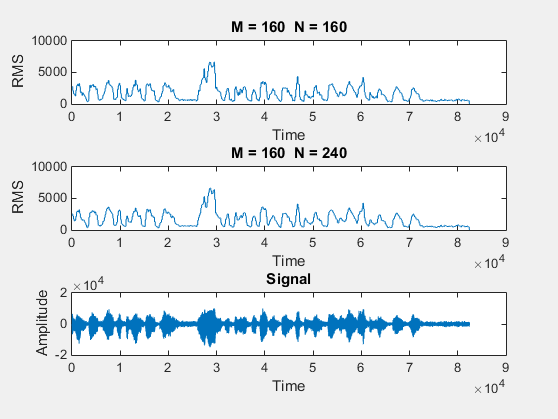 M = 160 N = 160
10000
5000
0
RMS
0 1 2 3 4 5 6 7 8 9
Time
×10^4
M = 160 N = 240
10000
5000
0
RMS
0 1 2 3 4 5 6 7 8 9
Time
×10^4
Signal
×10^4
2
0
-2
Amplitude
0 1 2 3 4 5 6 7 8 9
Time
×10^4